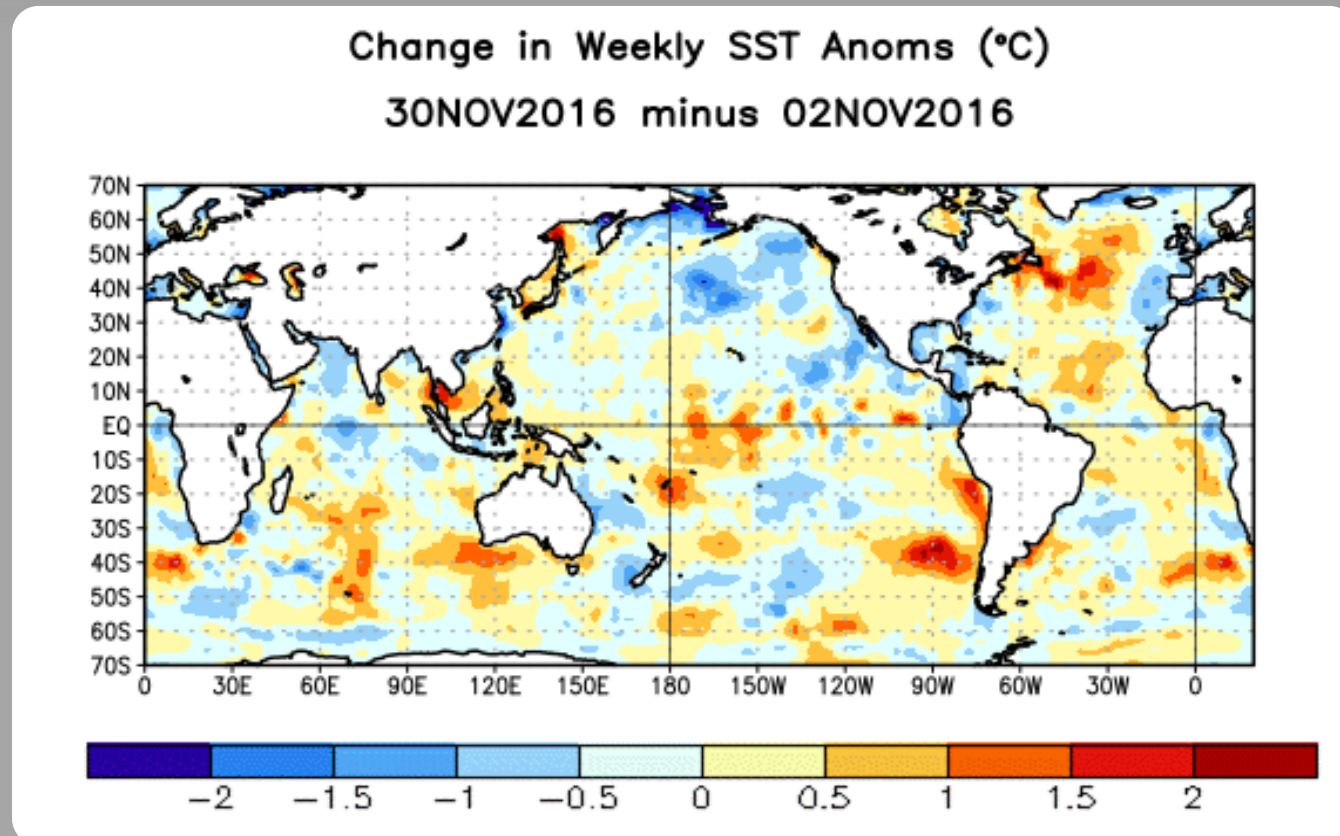 Change in Weekly SST Anoms (°C)
30NOV2016 minus 02NOV2016
70N
60N
50N
40N
30N
20N
10N
EQ
10S
20S
30S
40S
50S
60S
70S
0 30E 60E 90E 120E 150E 180 150W 120W 90W 60W 30W 0
−2 −1.5 −1 −0.5 0 0.5 1 1.5 2